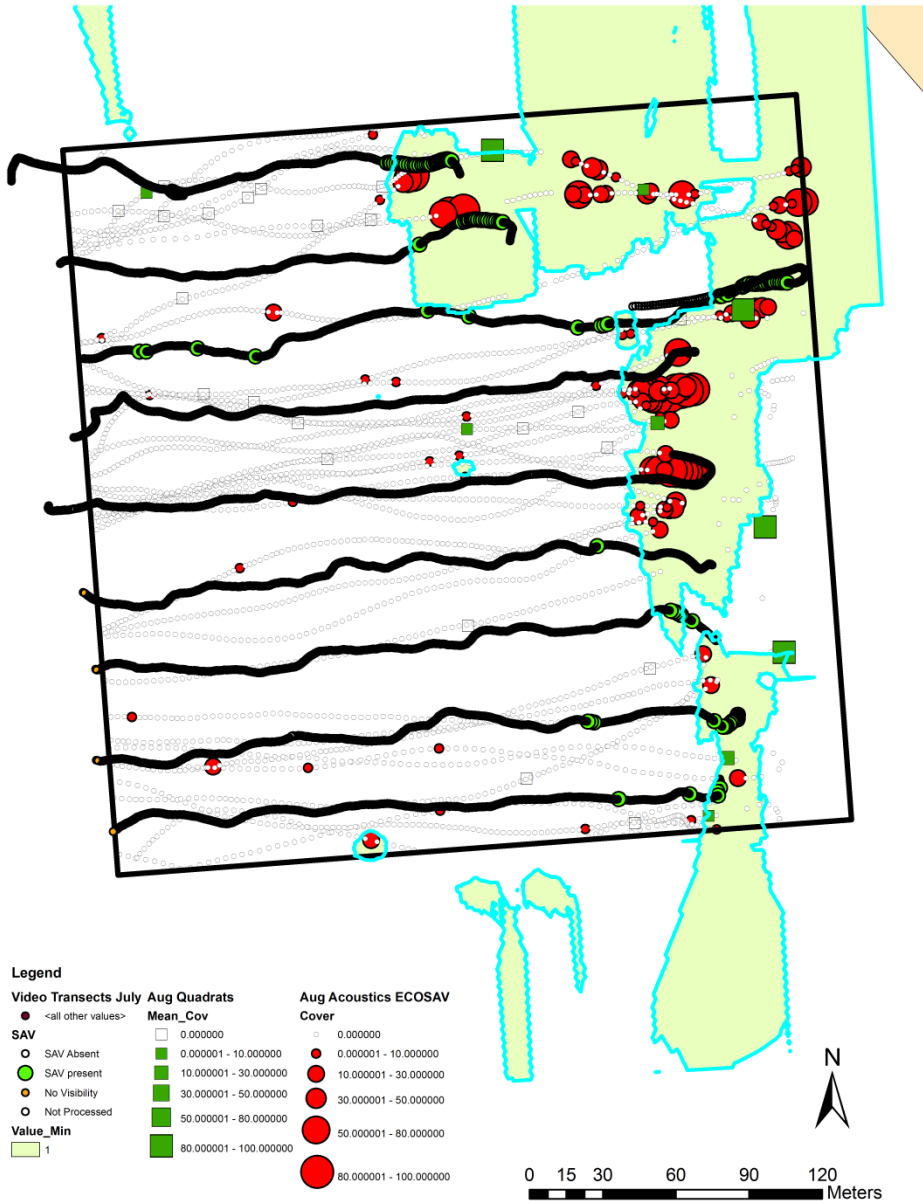 Legend
Video Transects July
<all other values>
SAV
SAV Absent
SAV present
No Visibility
Not Processed
Value_Min
1
Aug Quadrats
Mean_Cov
0.000000
0.000001 - 10.000000
10.000001 - 30.000000
30.000001 - 50.000000
50.000001 - 80.000000
80.000001 - 100.000000
Aug Acoustics ECOSAV
Cover
0.000000
0.000001 - 10.000000
10.000001 - 30.000000
30.000001 - 50.000000
50.000001 - 80.000000
80.000001 - 100.000000
N
0 15 30 60 90 120
Meters